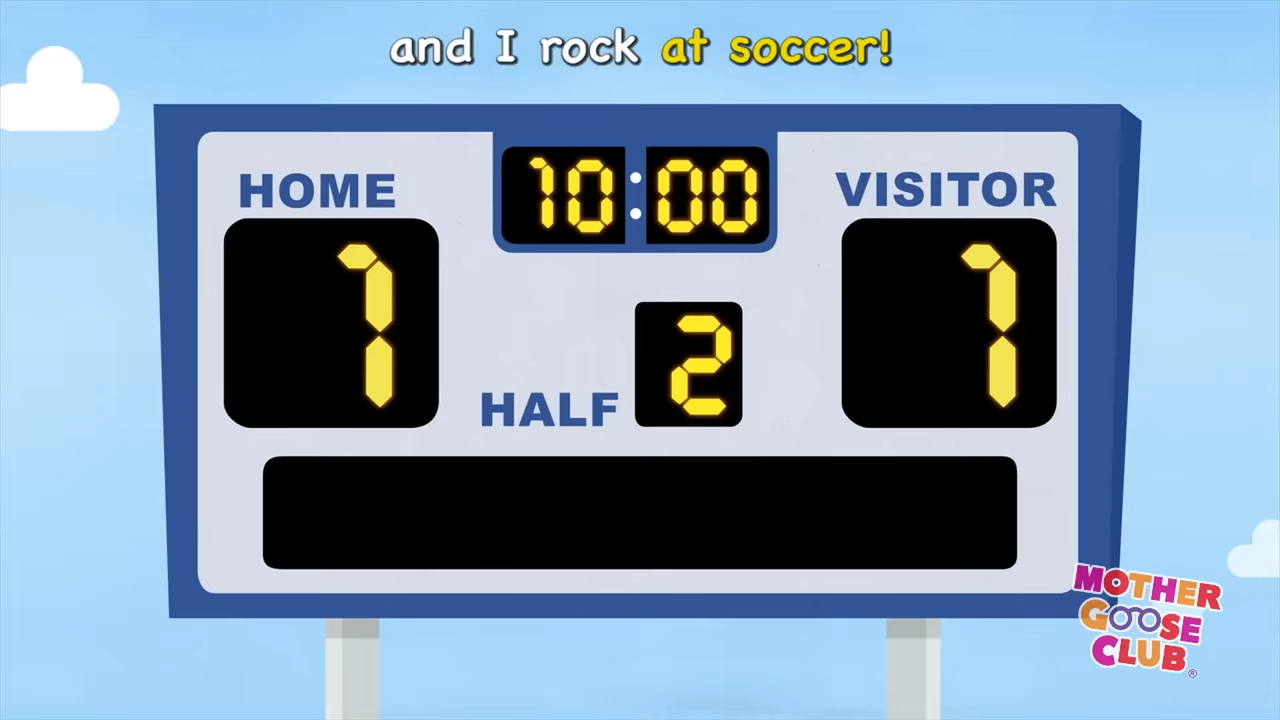 and I rock at soccer!
HOME
10:00
VISITOR
1
1
HALF 2
MOTHER
GOOSE
CLUB
®